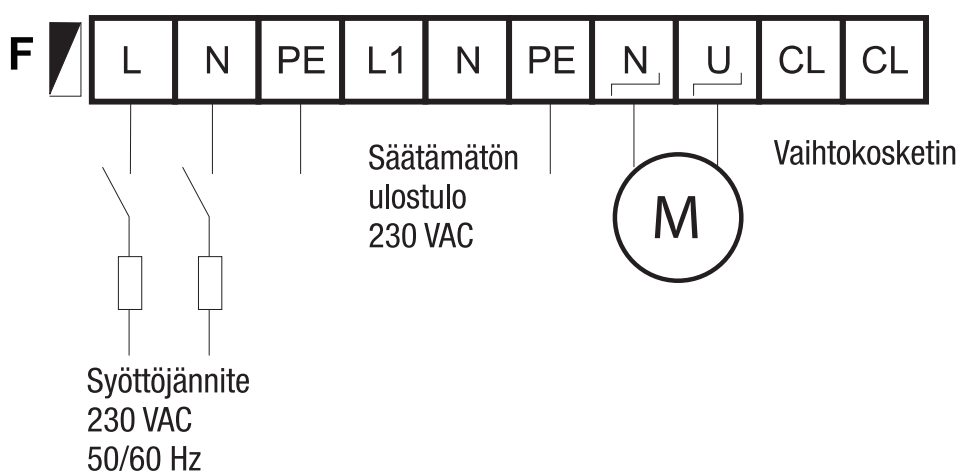 F L N PE L1 N PE N U CL CL
Säätämätön
ulostulo
230 VAC
Vaihtokosketin
M
Syöttöjännite
230 VAC
50/60 Hz